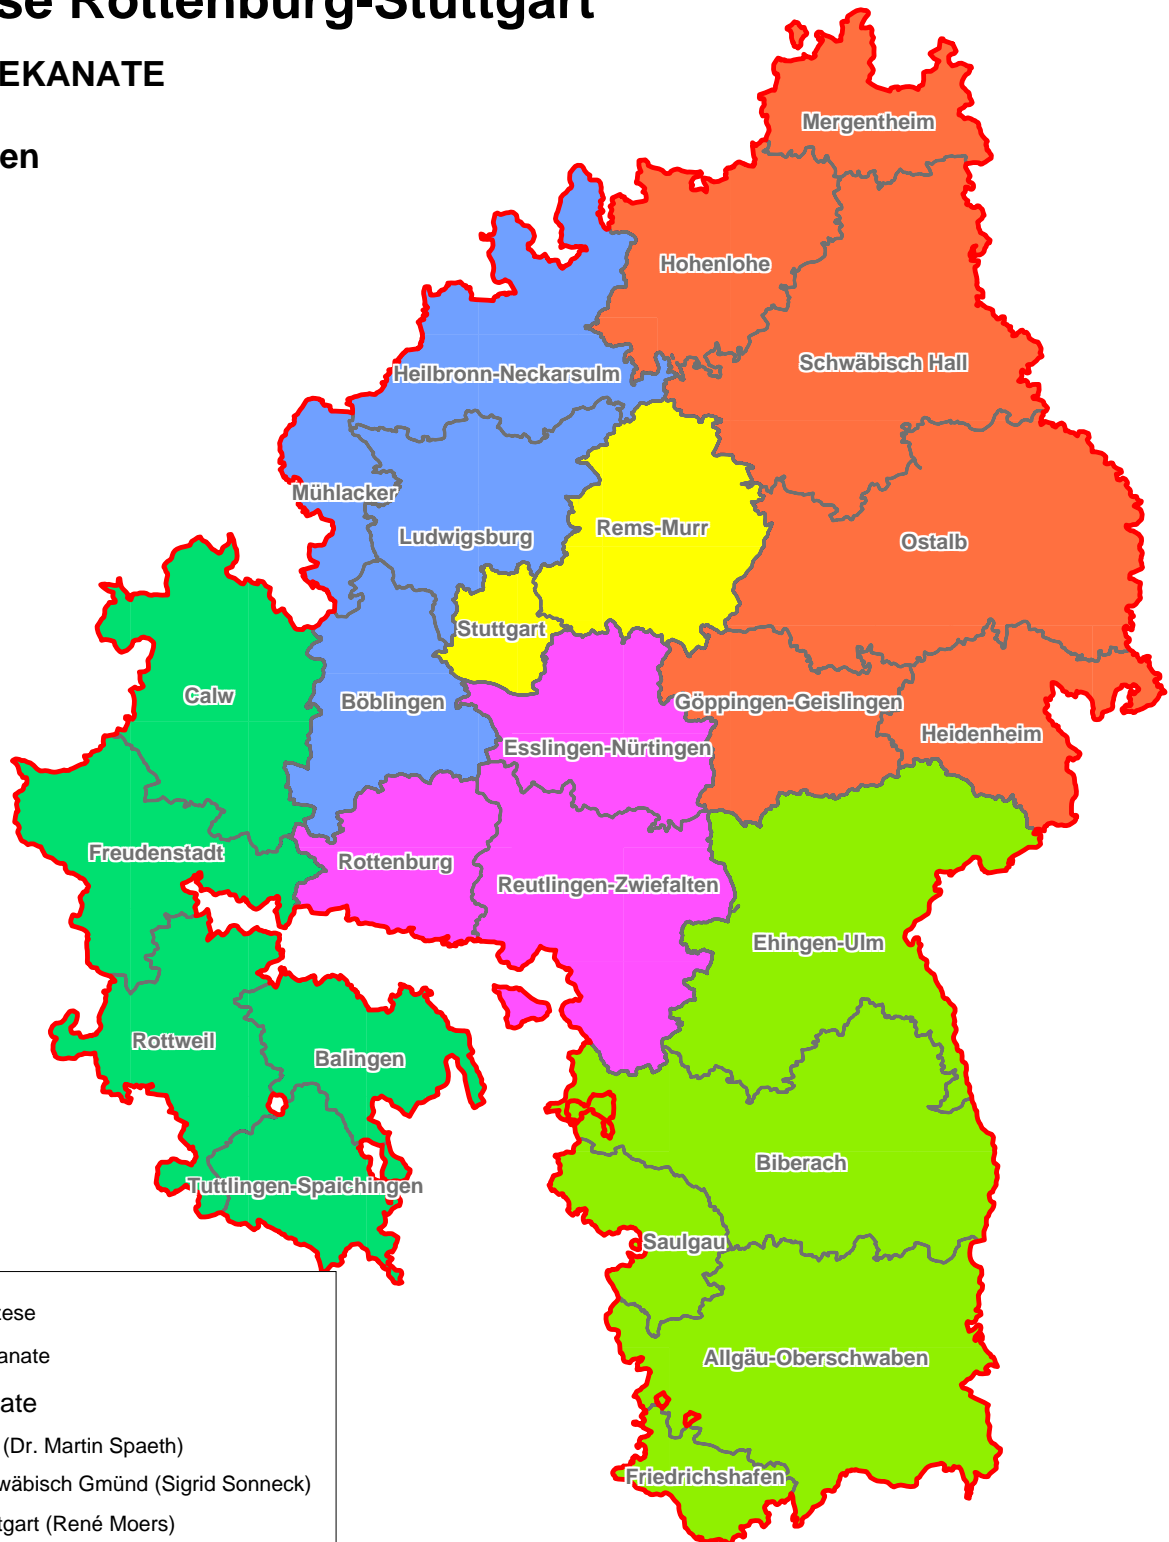 se Rottenburg-Stuttgart
EKANATE
en
Mergentheim
Hohenlohe
Schwäbisch Hall
Heilbronn-Neckarsulm
Mühlacker
Ludwigsburg
Rems-Murr
Ostalb
Stuttgart
Calw
Böblingen
Göppingen-Geislingen
Esslingen-Nürtingen
Heidenheim
Freudenstadt
Rottenburg
Reutlingen-Zwiefalten
Ehingen-Ulm
Rottweil
Balingen
Biberach
Tuttlingen-Spaichingen
Saulgau
Allgäu-Oberschwaben
Friedrichshafen
zese
anate
ate
(Dr. Martin Spaeth)
wäbisch Gmünd (Sigrid Sonneck)
tgart (René Moers)